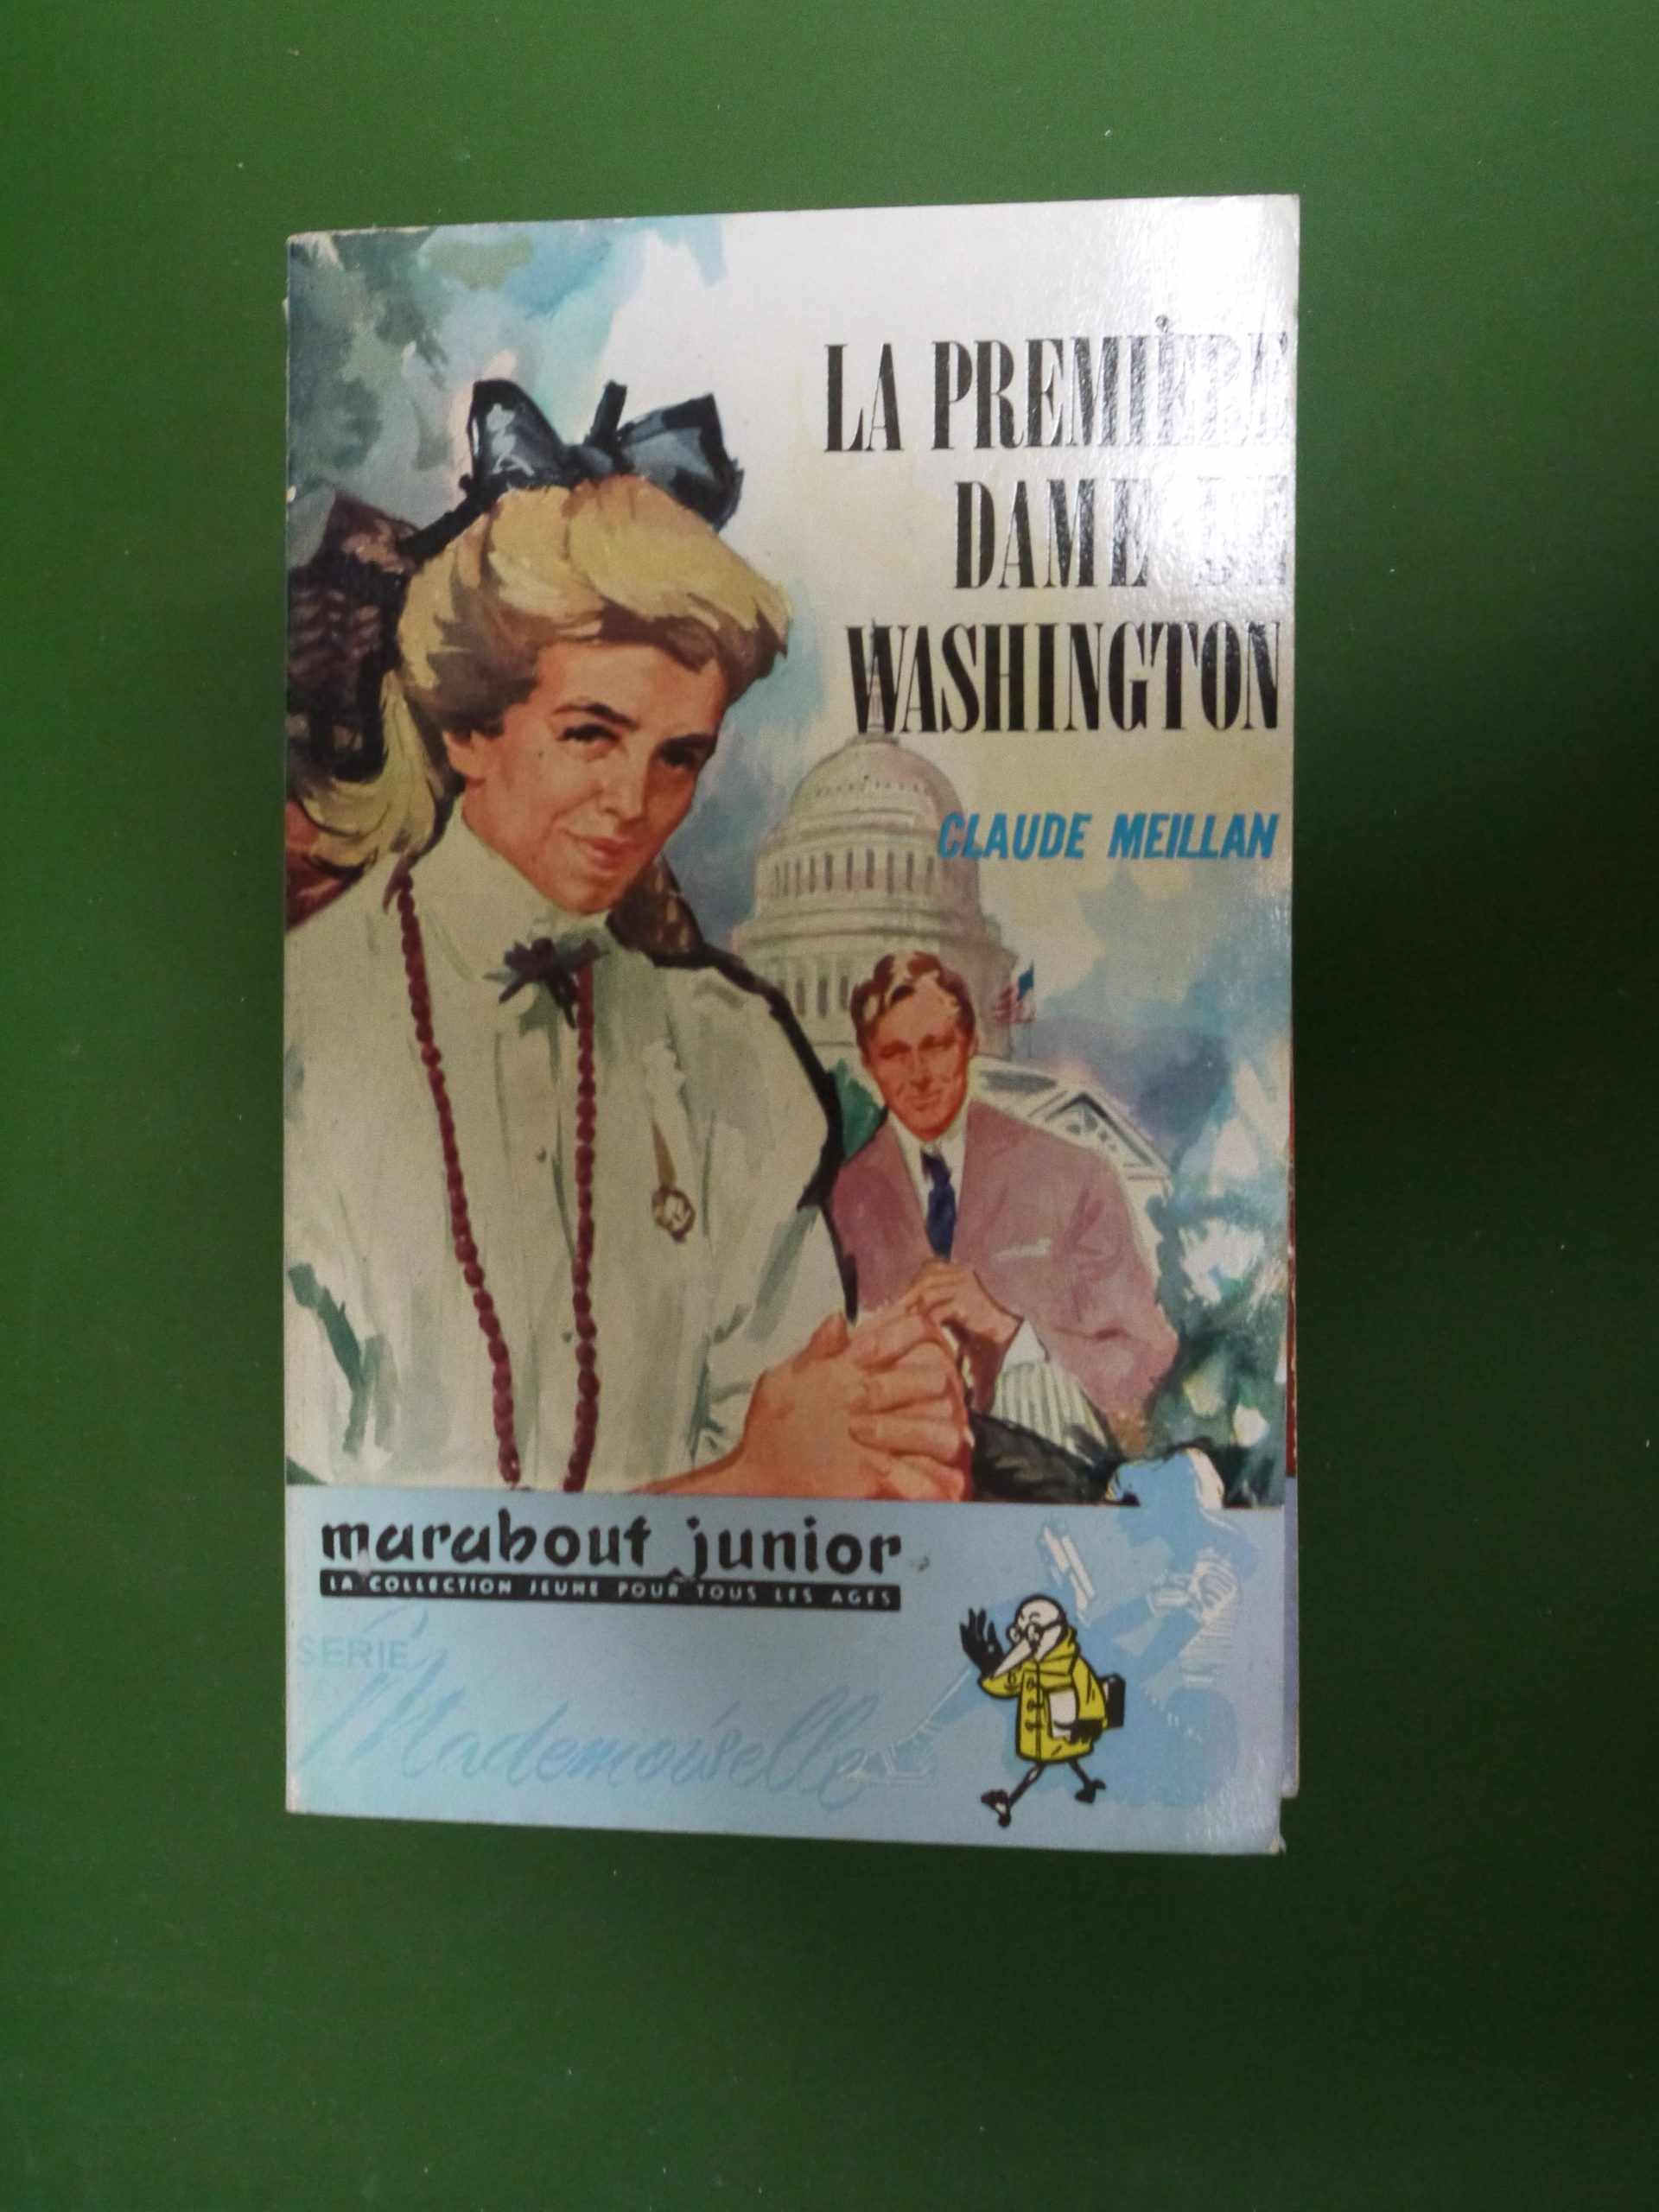 LA PREMIÈRE
DAME DE
WASHINGTON
CLAUDE MEILLAN
marabout junior
LA COLLECTION JEUNE POUR TOUS LES AGES
SERIE
Mademoiselle